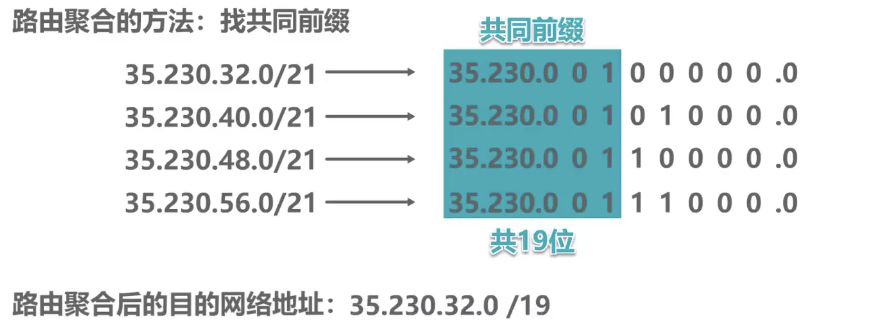 路由聚合的方法：找共同前缀
共同前缀
35.230.32.0/21 35.230.0 0 1 0 0 0 0 0 .0
35.230.40.0/21 35.230.0 0 1 0 1 0 0 0 .0
35.230.48.0/21 35.230.0 0 1 1 0 0 0 0 .0
35.230.56.0/21 35.230.0 0 1 1 1 0 0 0 .0
共19位
路由聚合后的目的网络地址：35.230.32.0 /19